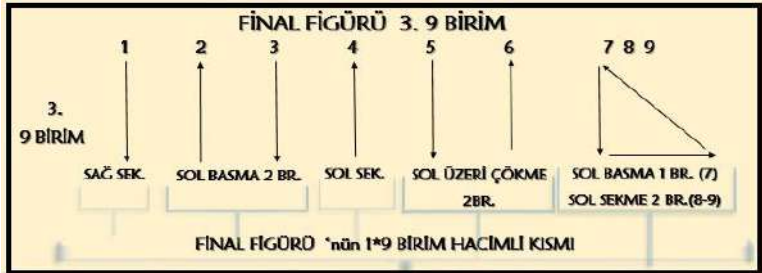 FİNAL FİGÜRÜ 3. 9 BİRİM
1 2 3 4 5 6 7 8 9
3.
9 BİRİM
SAĞ SEK. SOL BASMA 2 BR. SOL SEK. SOL ÜZERİ ÇÖKME SOL BASMA 1 BR. (7)
2BR. SOL SEKME 2 BR.(8-9)
FİNAL FİGÜRÜ 'nün 1*9 BİRİM HACİMLİ KISMI